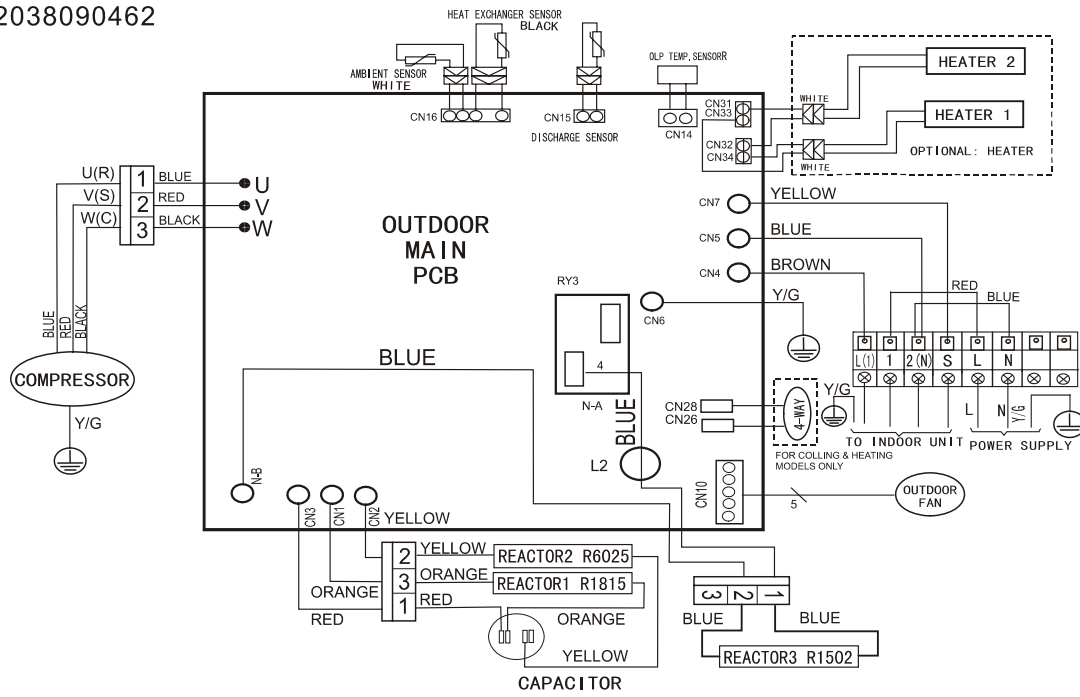 2038090462
HEAT EXCHANGER SENSOR
BLACK
AMBIENT SENSOR
WHITE
OLP TEMP.SENSORR
CN16
CN15
CN14
DISCHARGE SENSOR
CN31
CN33
CN32
CN34
WHITE
WHITE
HEATER 2
HEATER 1
OPTIONAL: HEATER
U(R)
V(S)
W(C)
1
2
3
BLUE
RED
BLACK
U
V
W
OUTDOOR
MAIN
PCB
CN7
CN5
CN4
YELLOW
BLUE
BROWN
Y/G
RY3
CN6
4
N-A
RED
BLUE
L(1) 1 2(N) S L N
BLUE
RED
BLACK
COMPRESSOR
Y/G
BLUE
BLUE
L2
CN28
CN26
4-WAY
FOR COLLING & HEATING
MODELS ONLY
Y/G
L N Y/G
TO INDOOR UNIT
POWER SUPPLY
N-B
CN3
CN1
CN2
YELLOW
CN10
5
OUTDOOR
FAN
2
3
1
YELLOW
ORANGE
RED
ORANGE
RED
REACTOR2 R6025
REACTOR1 R1815
ORANGE
YELLOW
CAPACITOR
3 2 1
BLUE
BLUE
REACTOR3 R1502